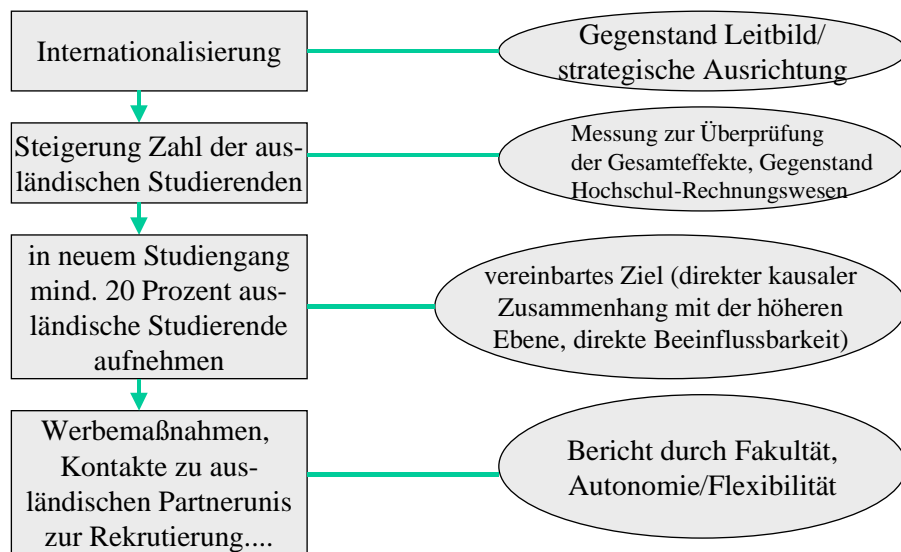 Internationalisierung
Gegenstand Leitbild/
strategische Ausrichtung
Steigerung Zahl der aus-
ländischen Studierenden
Messung zur Überprüfung
der Gesamteffekte, Gegenstand
Hochschul-Rechnungswesen
in neuem Studiengang
mind. 20 Prozent aus-
ländische Studierende
aufnehmen
vereinbartes Ziel (direkter kausaler
Zusammenhang mit der höheren
Ebene, direkte Beeinflussbarkeit)
Werbemaßnahmen,
Kontakte zu aus-
ländischen Partnerunis
zur Rekrutierung....
Bericht durch Fakultät,
Autonomie/Flexibilität